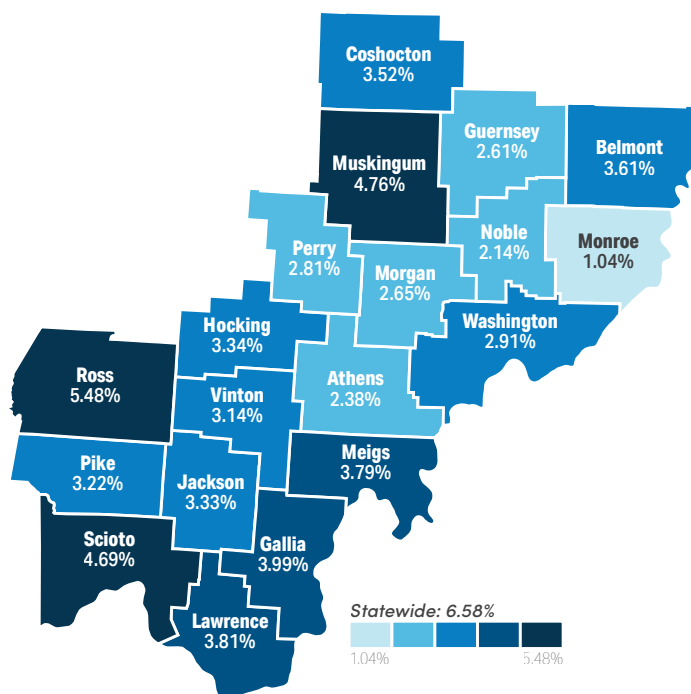 Coshocton
3.52%
Guernsey
2.61%
Belmont
3.61%
Muskingum
4.76%
Noble
2.14%
Monroe
1.04%
Perry
2.81%
Morgan
2.65%
Hocking
3.34%
Washington
2.91%
Ross
5.48%
Vinton
3.14%
Athens
2.38%
Meigs
3.79%
Pike
3.22%
Jackson
3.33%
Scioto
4.69%
Gallia
3.99%
Lawrence
3.81%
Statewide: 6.58%
1.04% 5.48%